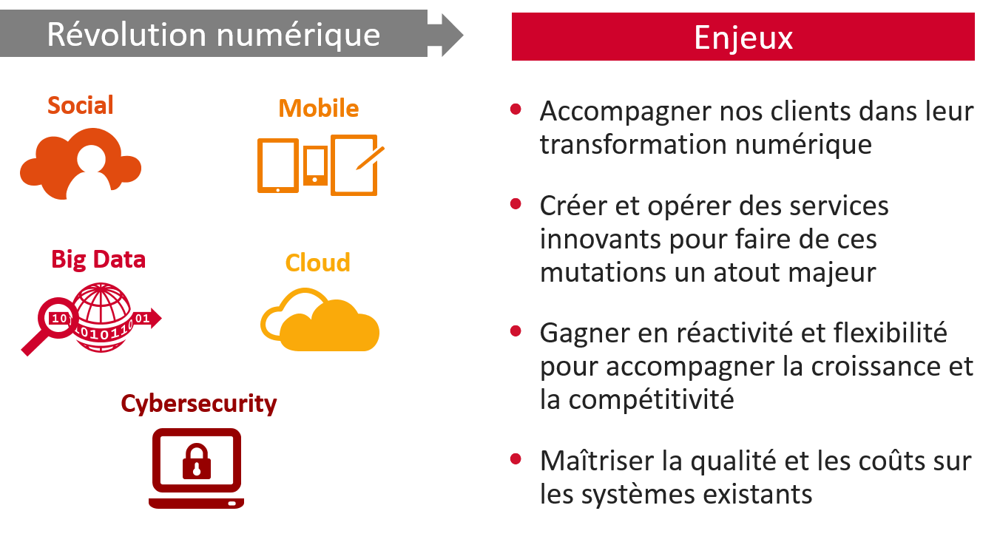 Révolution numérique
Enjeux
Social
Mobile
Big Data
Cloud
10
1010110
01
Cybersecurity
Accompagner nos clients dans leur
transformation numérique
Créer et opérer des services
innovants pour faire de ces
mutations un atout majeur
Gagner en réactivité et flexibilité
pour accompagner la croissance et
la compétitivité
Maîtriser la qualité et les coûts sur
les systèmes existants